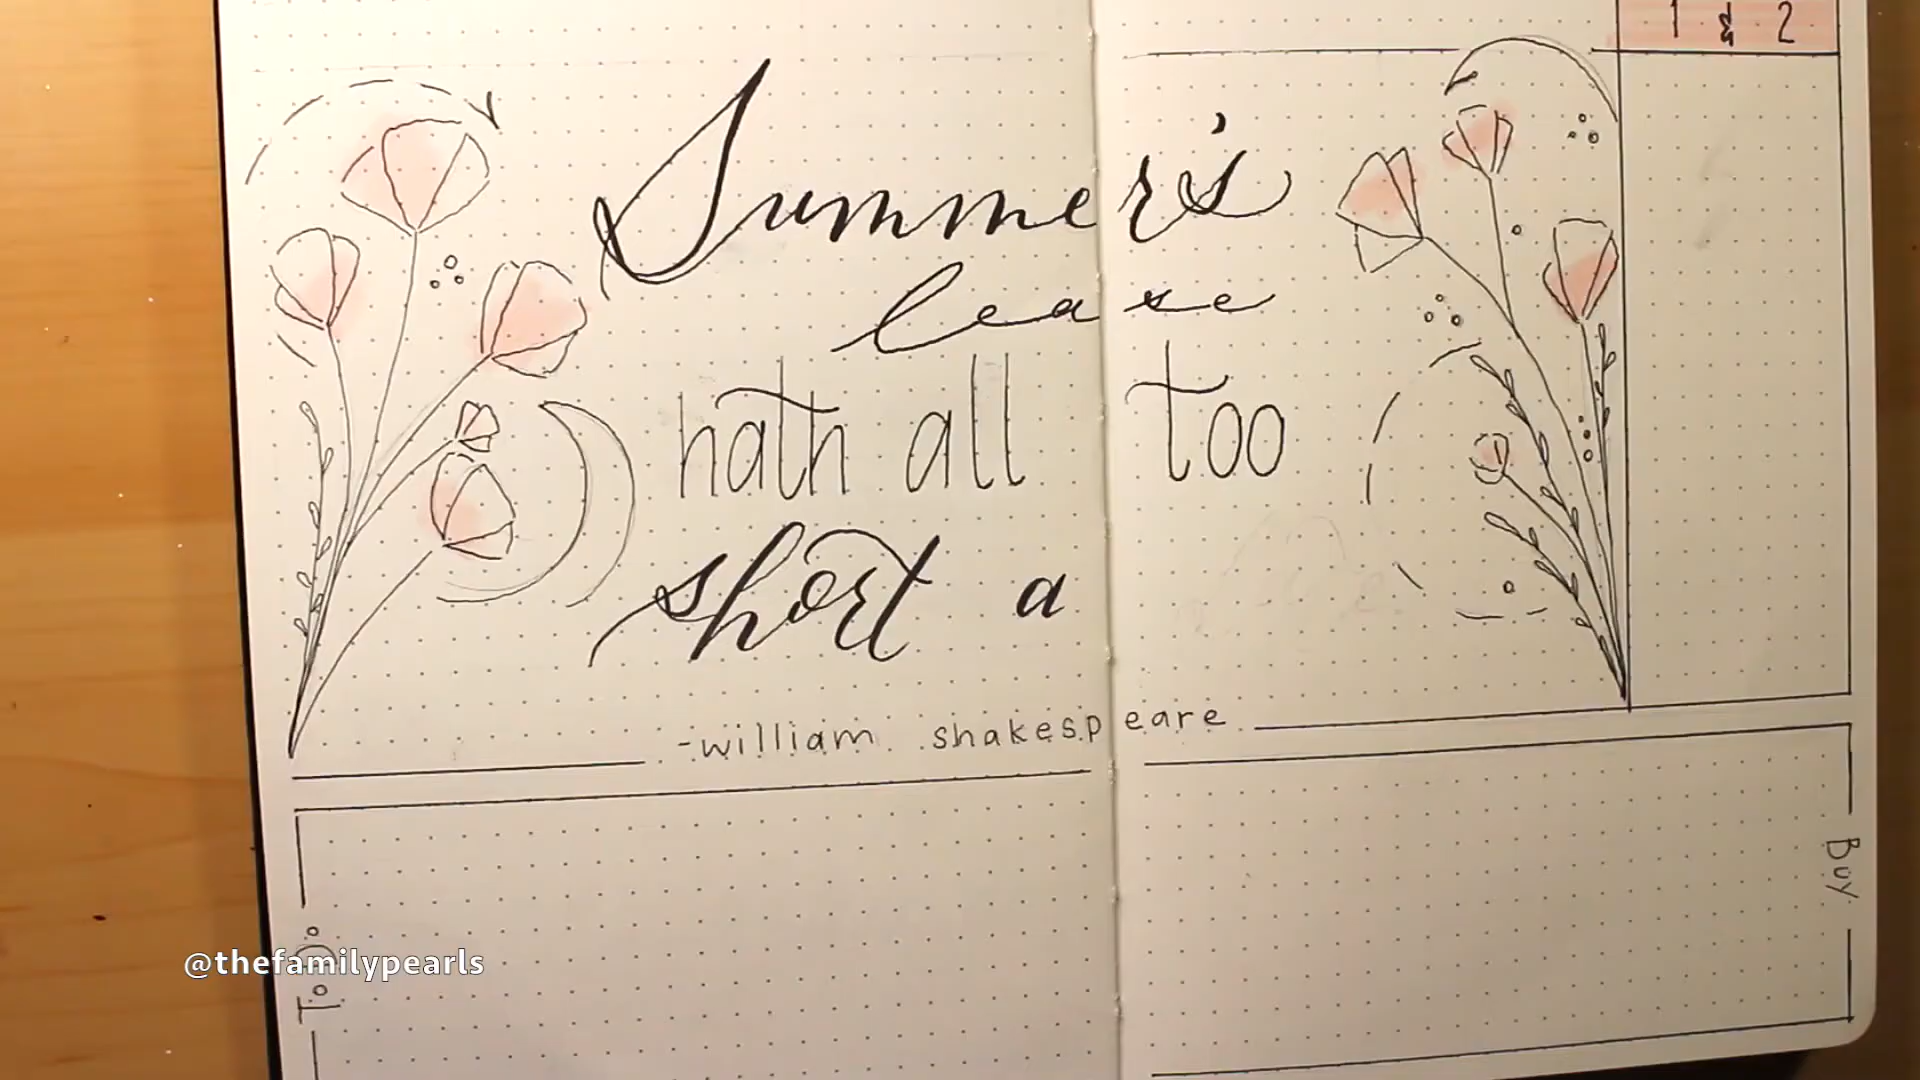 1 & 2
Summer's
lease
hath all too
short a
-william shakespeare
Buy
To Do
@thefamilypearls